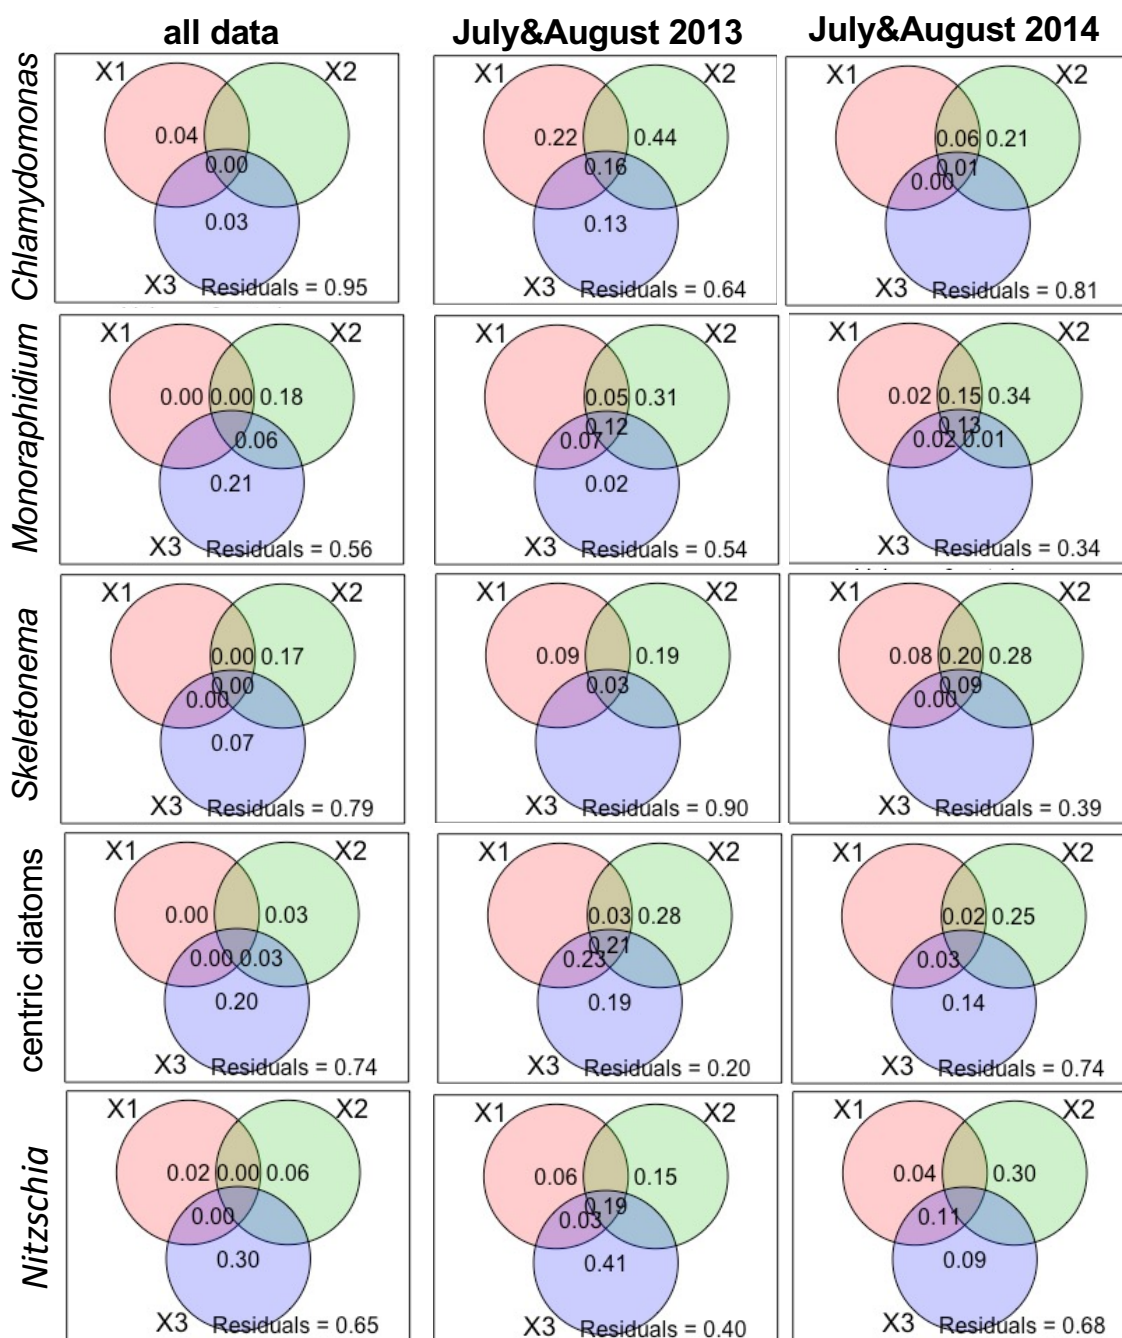 all data July&August 2013 July&August 2014
Chlamydomonas
X1 X2 0.04 0.00 0.03 X3 Residuals = 0.95
X1 X2 0.22 0.44 0.16 0.13 X3 Residuals = 0.64
X1 X2 0.06 0.21 0.01 0.00 X3 Residuals = 0.81
Monoraphidium
X1 X2 0.00 0.00 0.18 0.06 0.21 X3 Residuals = 0.56
X1 X2 0.05 0.31 0.12 0.07 0.02 X3 Residuals = 0.54
X1 X2 0.02 0.15 0.34 0.13 0.02 0.01 X3 Residuals = 0.34
Skeletonema
X1 X2 0.00 0.17 0.00 0.00 0.07 X3 Residuals = 0.79
X1 X2 0.09 0.19 0.03 X3 Residuals = 0.90
X1 X2 0.08 0.20 0.28 0.09 0.00 X3 Residuals = 0.39
centric diatoms
X1 X2 0.00 0.03 0.00 0.03 0.20 X3 Residuals = 0.74
X1 X2 0.03 0.28 0.21 0.23 0.19 X3 Residuals = 0.20
X1 X2 0.02 0.25 0.03 0.14 X3 Residuals = 0.74
Nitzschia
X1 X2 0.02 0.00 0.06 0.00 0.30 X3 Residuals = 0.65
X1 X2 0.06 0.15 0.19 0.03 0.41 X3 Residuals = 0.40
X1 X2 0.04 0.30 0.11 0.09 X3 Residuals = 0.68